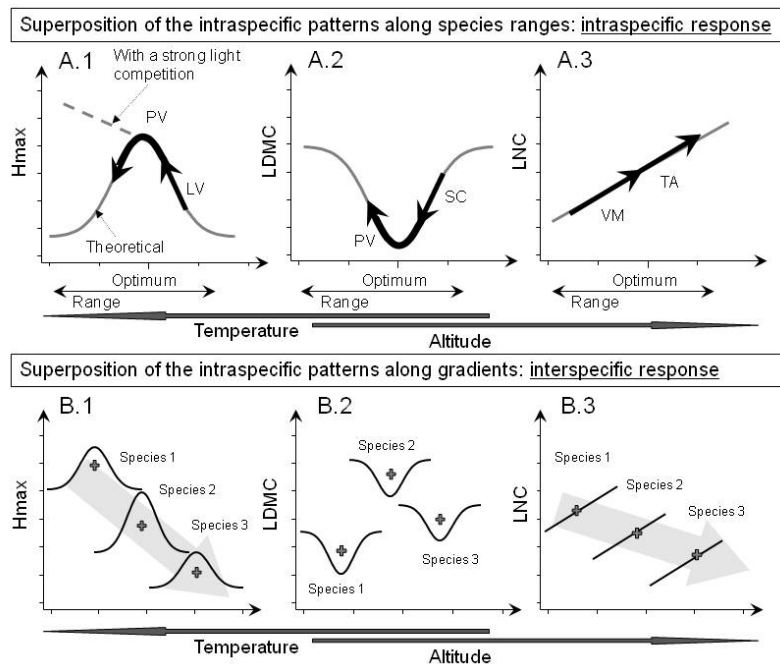 Superposition of the intraspecific patterns along species ranges: intraspecific response
A.1
With a strong light
competition
PV
LV
Theoretical
Hmax
Optimum
Range
A.2
LDMC
SC
PV
Optimum
Range
A.3
LNC
TA
VM
Optimum
Range
Temperature
Altitude
Superposition of the intraspecific patterns along gradients: interspecific response
B.1
Hmax
Species 1
Species 2
Species 3
B.2
LDMC
Species 2
Species 3
Species 1
B.3
LNC
Species 1
Species 2
Species 3
Temperature
Altitude